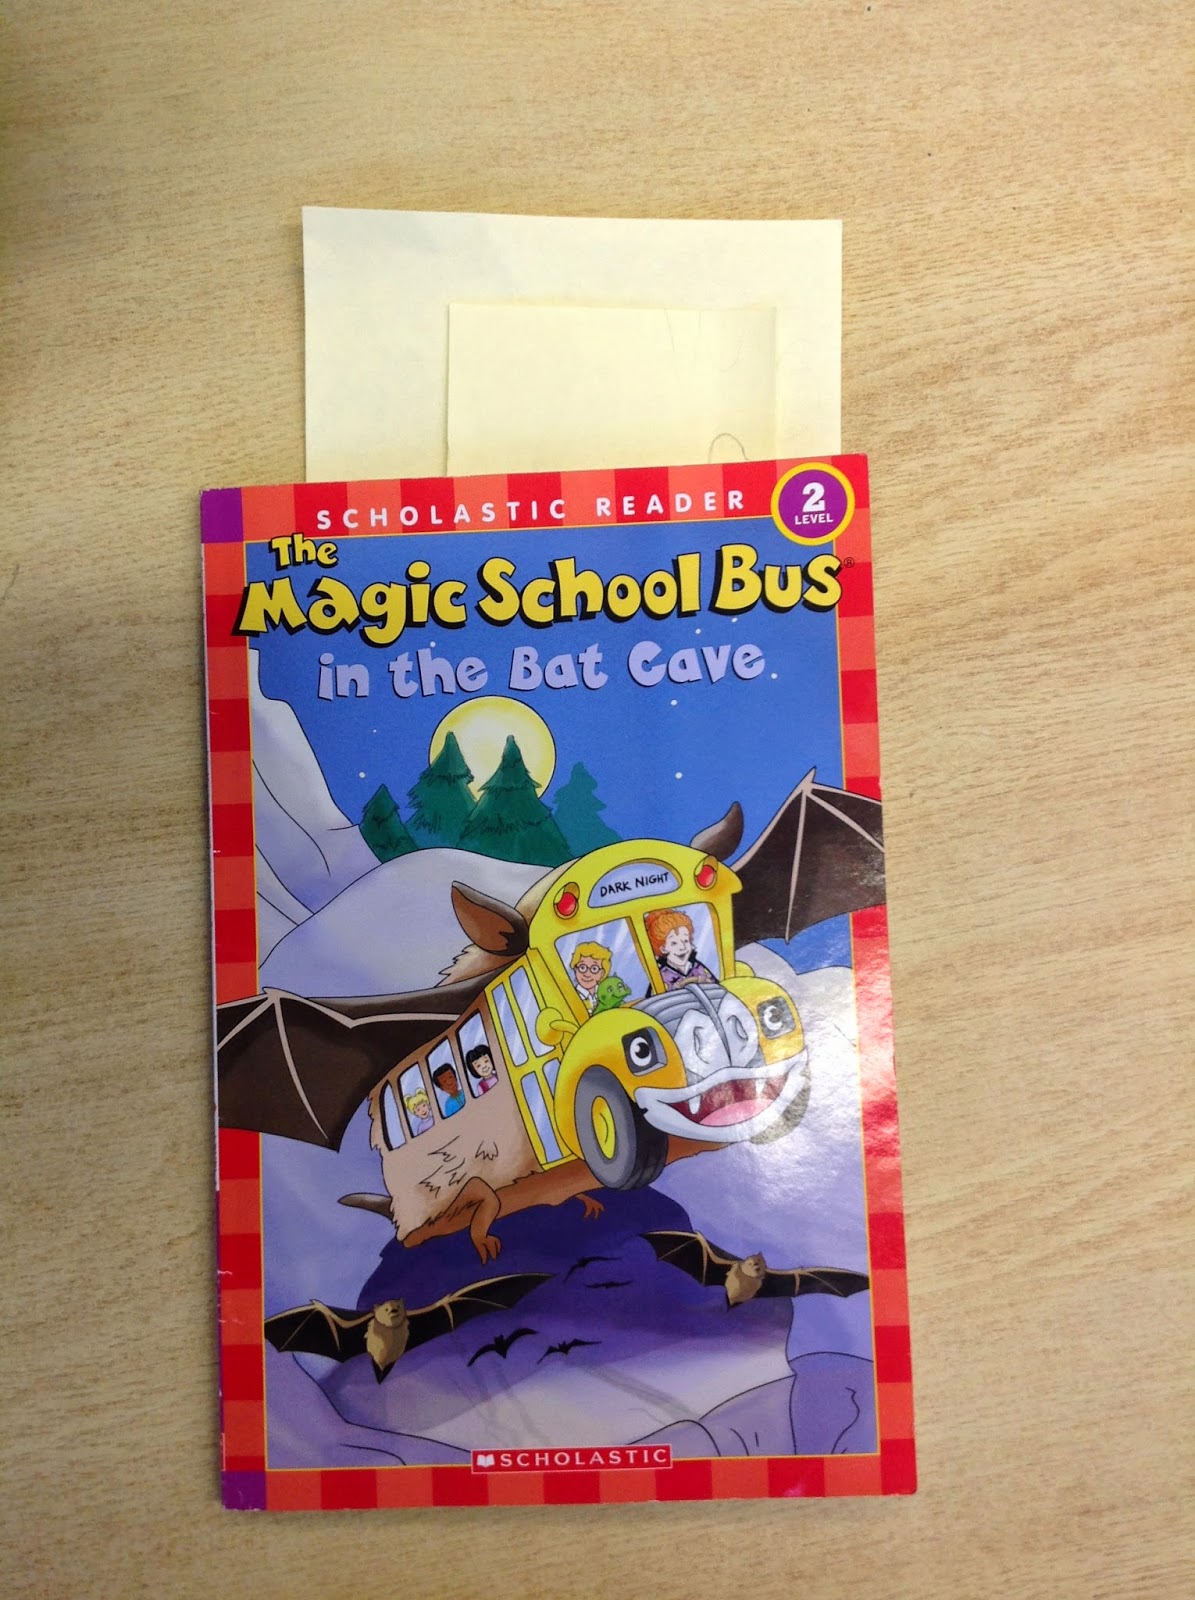 SCHOLASTIC READER
2
LEVEL
The
Magic School Bus®
in the Bat Cave
DARK NIGHT
SCHOLASTIC